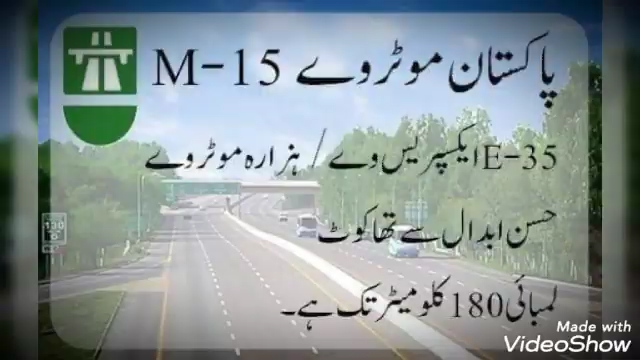 پاکستان موٹروے M-15
E-35 ایکسپریس وے / ہزارہ موٹروے
حسن ابدال سے تھاکوٹ
لمبائی 180 کلومیٹر تک ہے۔
130
Made with
VideoShow